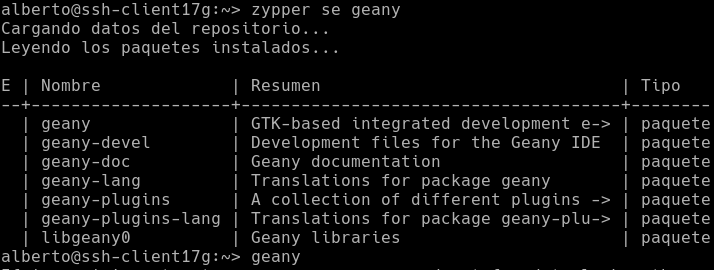 alberto@ssh-client17g:~> zypper se geany
Cargando datos del repositorio...
Leyendo los paquetes instalados...
E | Nombre             | Resumen                              | Tipo
--+--------------------+--------------------------------------+--------
  | geany              | GTK-based integrated development e-> | paquete
  | geany-devel        | Development files for the Geany IDE  | paquete
  | geany-doc          | Geany documentation                  | paquete
  | geany-lang         | Translations for package geany       | paquete
  | geany-plugins      | A collection of different plugins -> | paquete
  | geany-plugins-lang | Translations for package geany-plu-> | paquete
  | libgeany0          | Geany libraries                      | paquete
alberto@ssh-client17g:~> geany